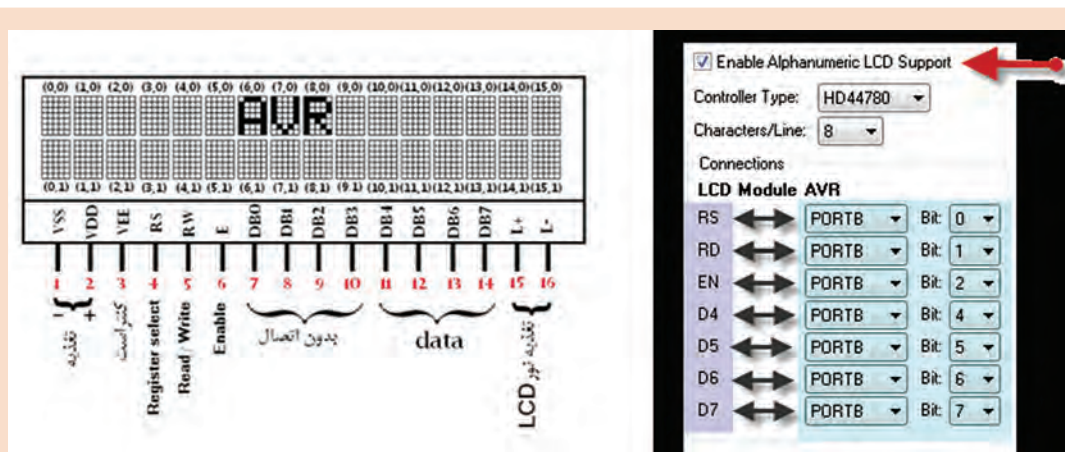 (0,0) (1,0) (2,0) (3,0) (4,0) (5,0) (6,0) (7,0) (8,0) (9,0) (10,0)(11,0)(12,0)(13,0)(14,0)(15,0)
AVR
(0,1) (1,1) (2,1) (3,1) (4,1) (5,1) (6,1) (7,1) (8,1) (9,1) (10,1)(11,1)(12,1)(13,1)(14,1)(15,1)
VSS VDD VEE RS RW E DB0 DB1 DB2 DB3 DB4 DB5 DB6 DB7 L+ L-
1 2 3 4 5 6 7 8 9 10 11 12 13 14 15 16
- +
تغذیه
کنتراست
Register select
Read / Write
Enable
بدون اتصال
data
تغذیه نور LCD
Enable Alphanumeric LCD Support
Controller Type: HD44780
Characters/Line: 8
Connections
LCD Module AVR
RS PORTB Bit: 0
RD PORTB Bit: 1
EN PORTB Bit: 2
D4 PORTB Bit: 4
D5 PORTB Bit: 5
D6 PORTB Bit: 6
D7 PORTB Bit: 7